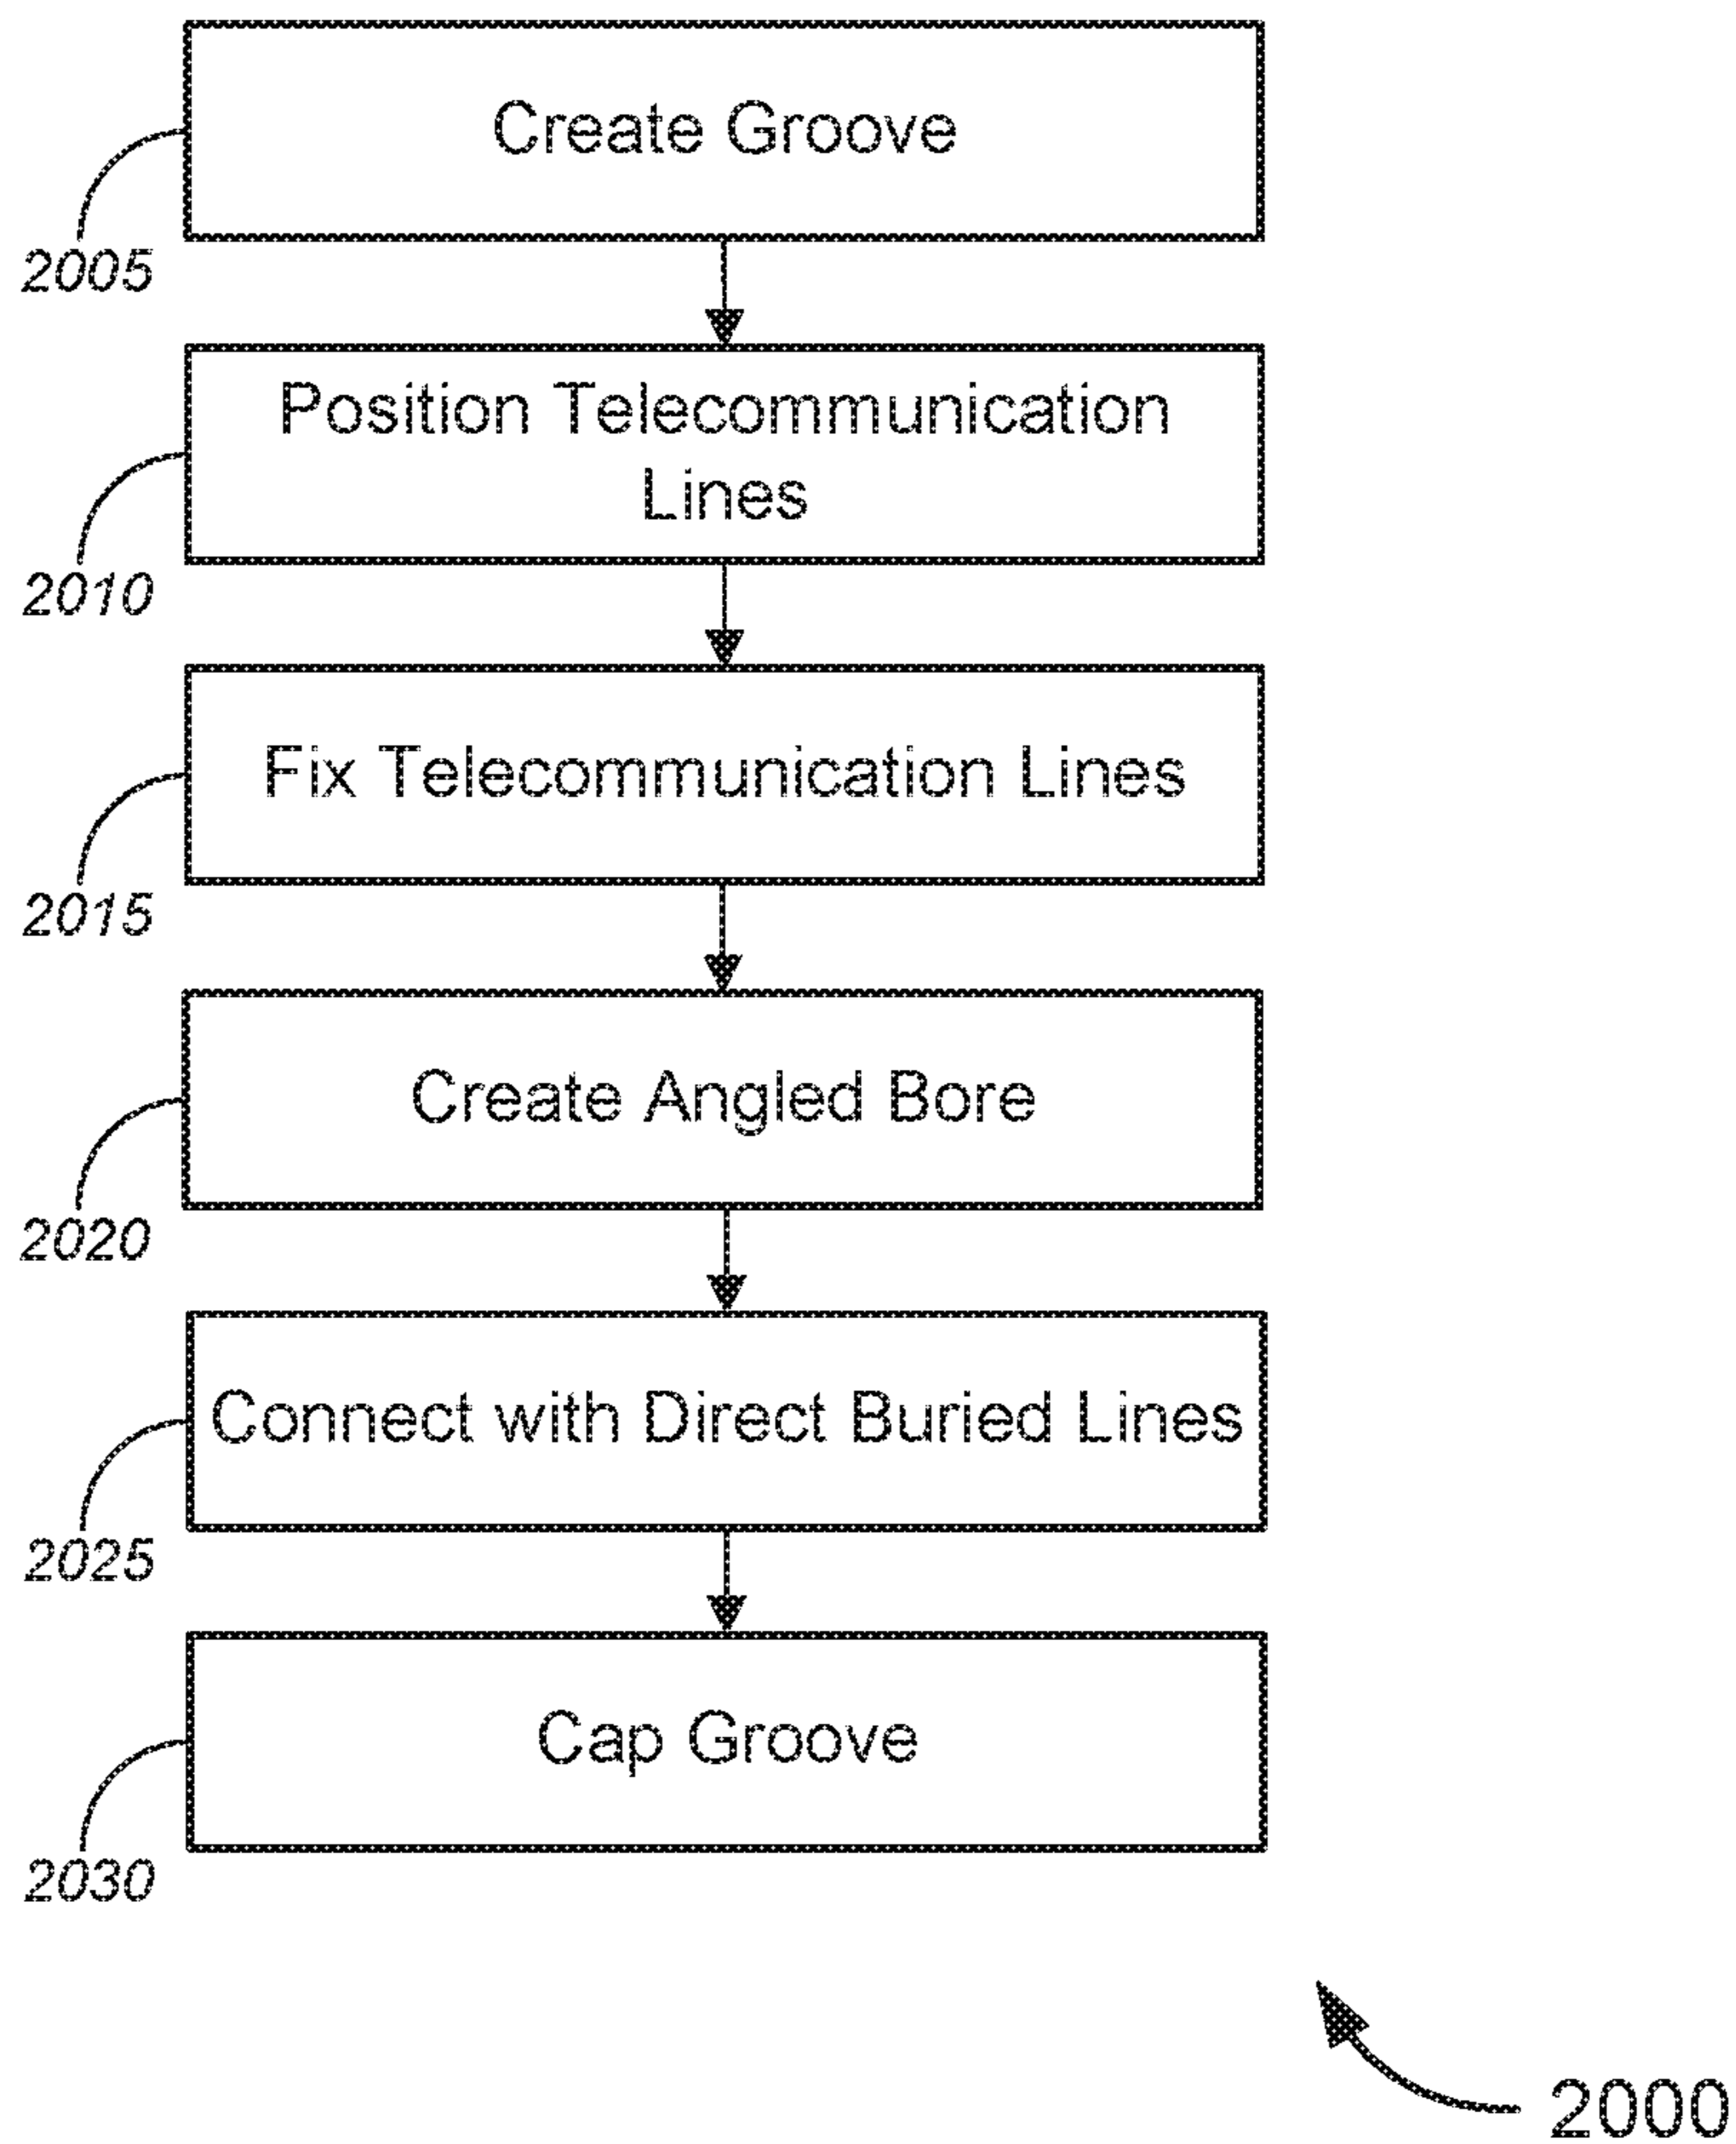 Create Groove
2005
Position Telecommunication
Lines
2010
Fix Telecommunication Lines
2015
Create Angled Bore
2020
Connect with Direct Buried Lines
2025
Cap Groove
2030
2000